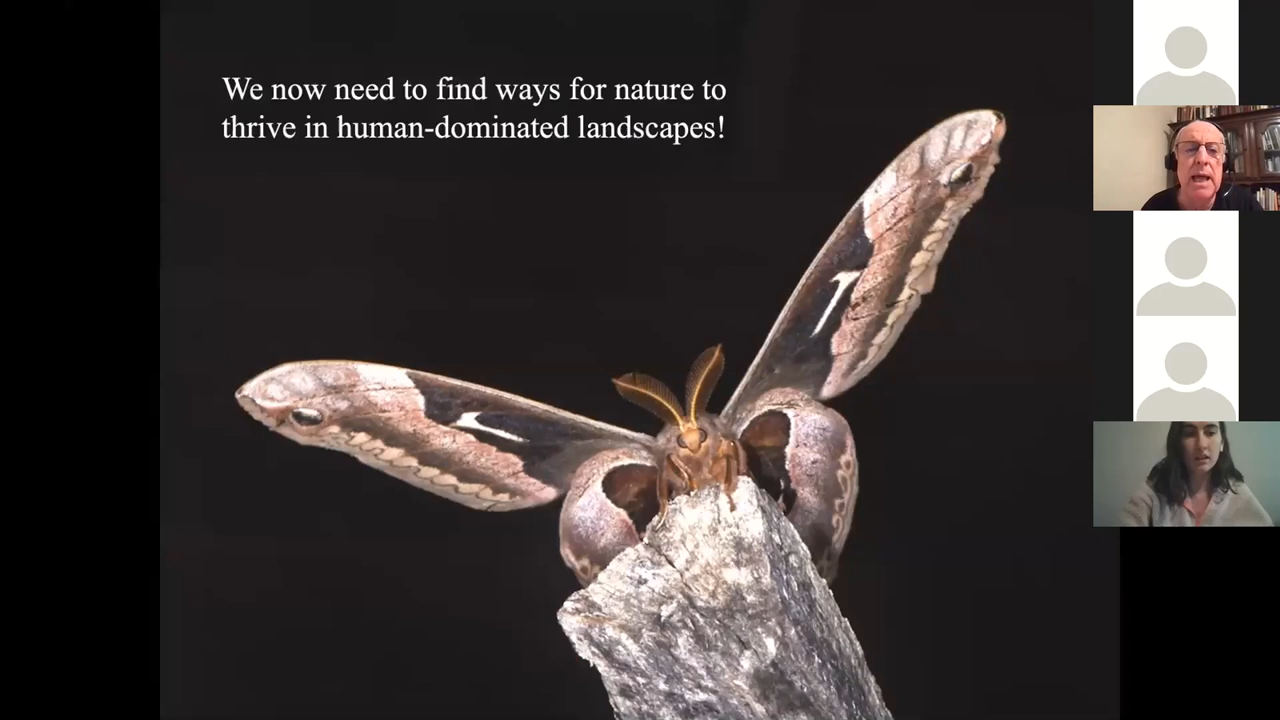 We now need to find ways for nature to
thrive in human-dominated landscapes!